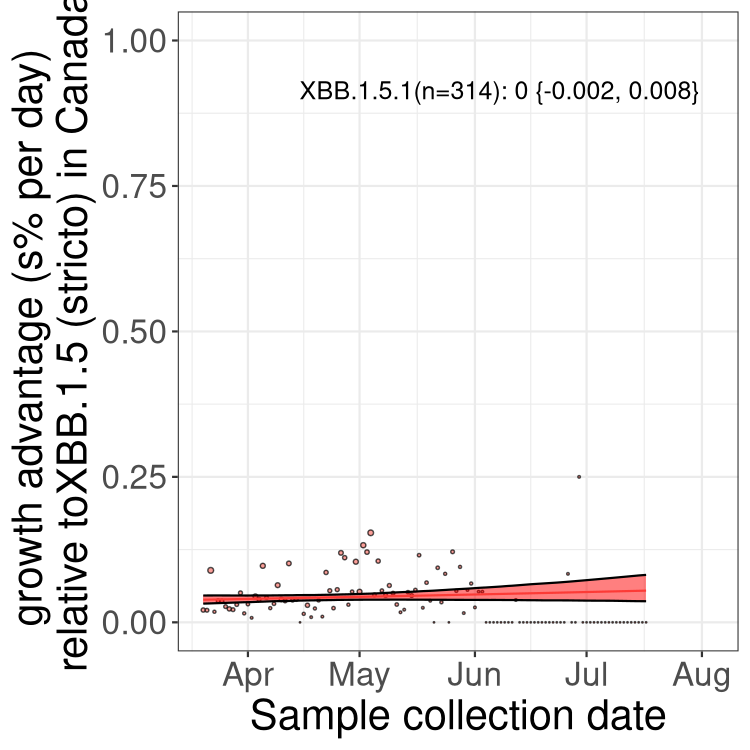 growth advantage (s% per day)
relative toXBB.1.5 (stricto) in Canada
1.00
0.75
0.50
0.25
0.00
XBB.1.5.1(n=314): 0 {-0.002, 0.008}
Apr May Jun Jul Aug
Sample collection date